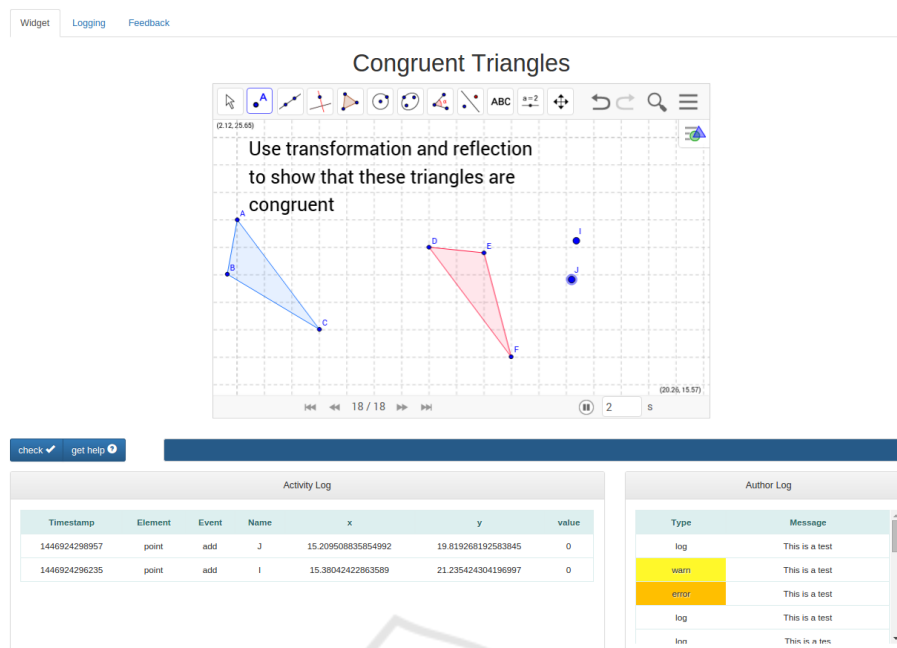 Widget Logging Feedback
Congruent Triangles
A α ABC a=2
(2.12, 25.65)
Use transformation and reflection
to show that these triangles are
congruent
A
B
C
D
E
F
I
J
(20.26, 15.57)
18 / 18 2 s
check get help ?
Activity Log
Timestamp Element Event Name x y value
1446924298957 point add J 15.209508835854992 19.819268192583845 0
1446924296235 point add I 15.38042422863589 21.235424304196997 0
Author Log
Type Message
log This is a test
warn This is a test
error This is a test
log This is a test
log This is a tes